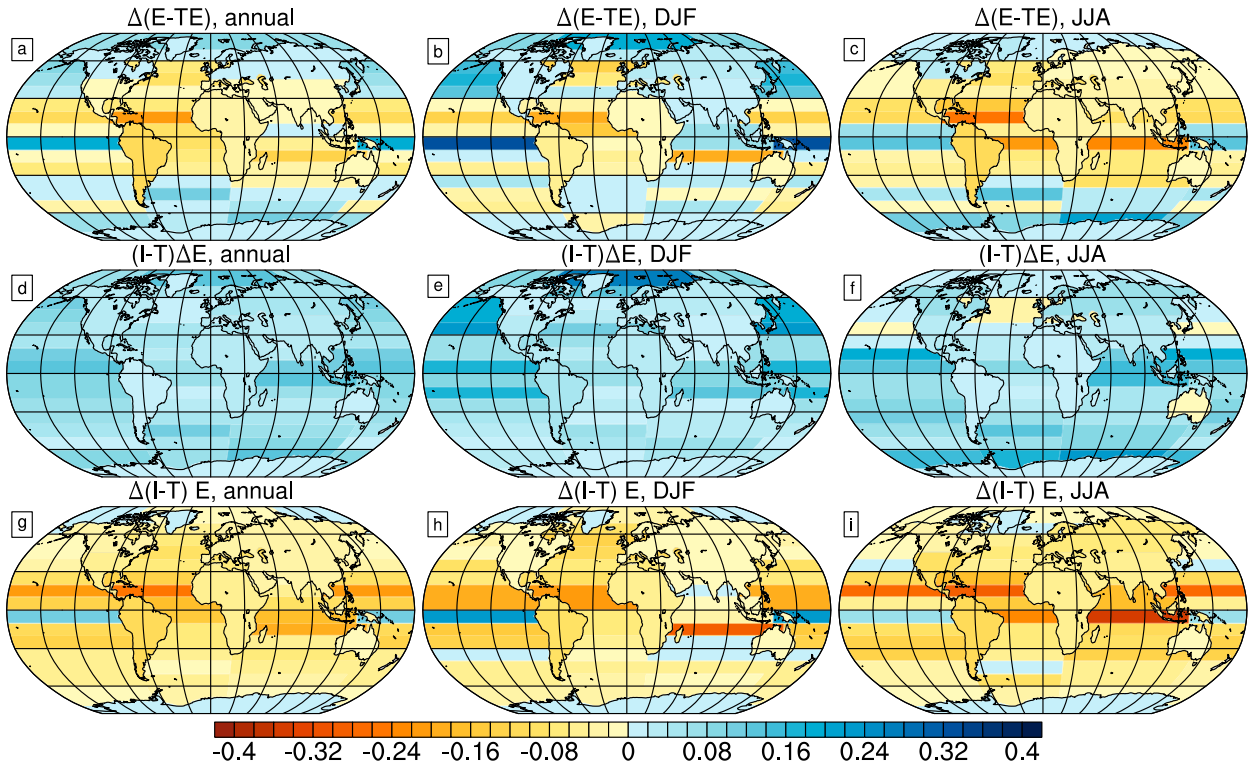 Δ(E-TE), annual
Δ(E-TE), DJF
Δ(E-TE), JJA
a
b
c
(I-T)ΔE, annual
(I-T)ΔE, DJF
(I-T)ΔE, JJA
d
e
f
Δ(I-T) E, annual
Δ(I-T) E, DJF
Δ(I-T) E, JJA
g
h
i
-0.4 -0.32 -0.24 -0.16 -0.08 0 0.08 0.16 0.24 0.32 0.4